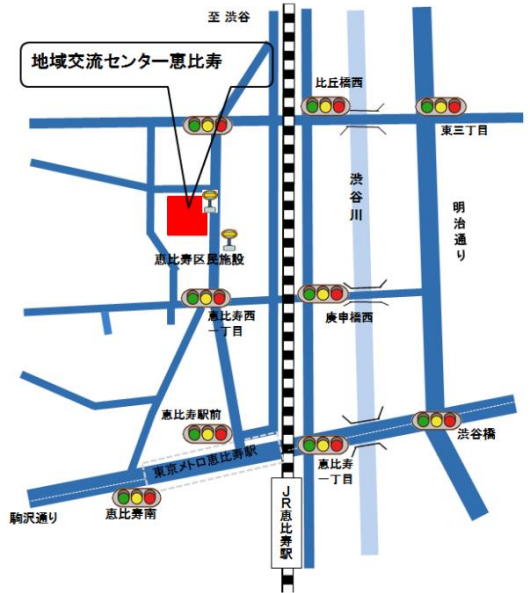 至 渋谷
地域交流センター恵比寿
比丘橋西
東三丁目
渋谷川
明治通り
恵比寿区民施設
恵比寿西
一丁目
庚申橋西
恵比寿駅前
渋谷橋
東京メトロ恵比寿駅
恵比寿
一丁目
JR恵比寿駅
駒沢通り
恵比寿南